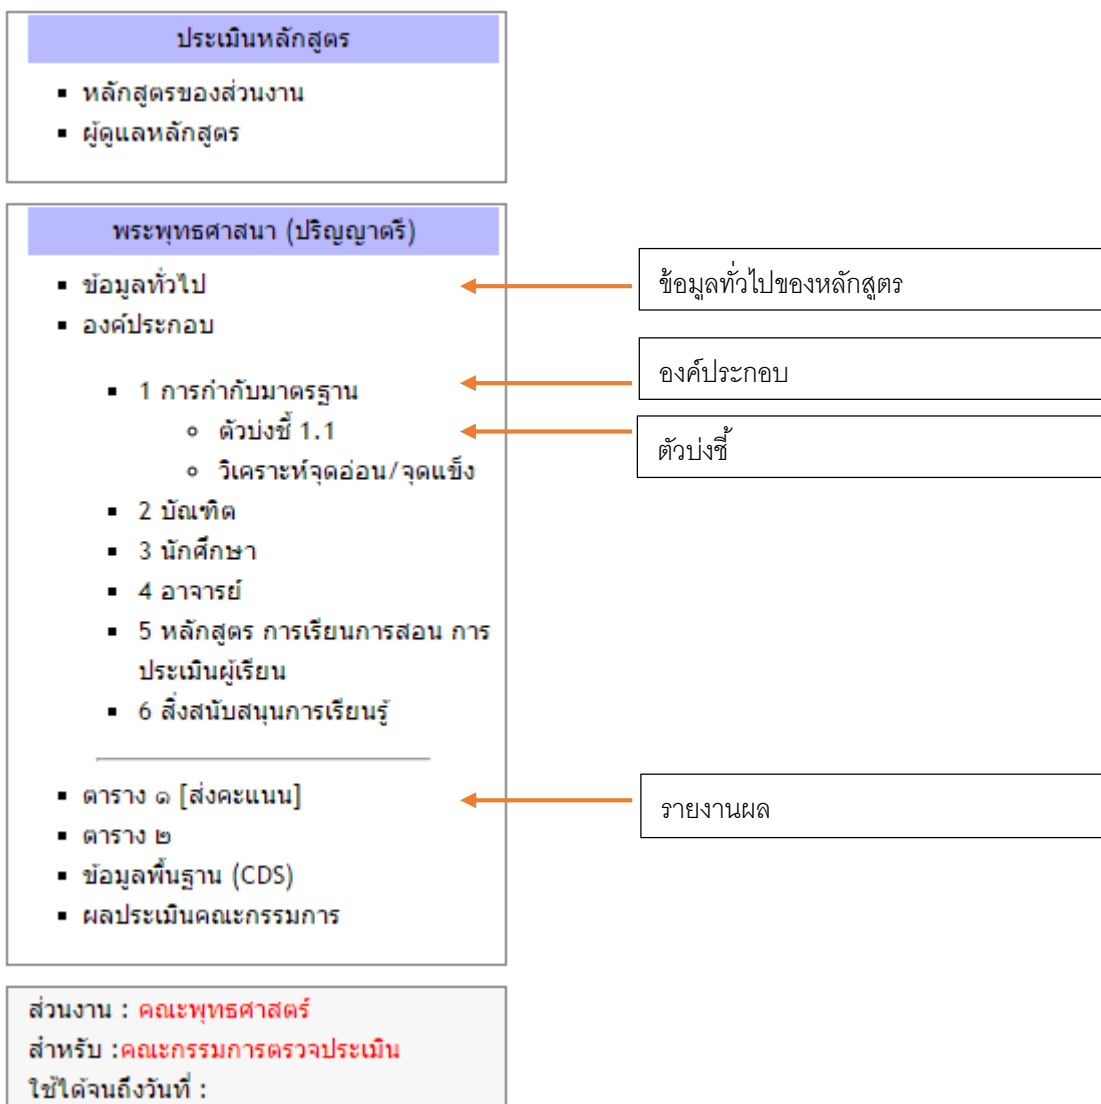 ประเมินหลักสูตร
หลักสูตรของส่วนงาน
ผู้ดูแลหลักสูตร
พระพุทธศาสนา (ปริญญาตรี)
ข้อมูลทั่วไป
ข้อมูลทั่วไปของหลักสูตร
องค์ประกอบ
องค์ประกอบ
1 การกำกับมาตรฐาน
ตัวบ่งชี้ 1.1
ตัวบ่งชี้
วิเคราะห์จุดอ่อน/จุดแข็ง
2 บัณฑิต
3 นักศึกษา
4 อาจารย์
5 หลักสูตร การเรียนการสอน การ
ประเมินผู้เรียน
6 สิ่งสนับสนุนการเรียนรู้
ตาราง ๑ [ส่งคะแนน]
รายงานผล
ตาราง ๒
ข้อมูลพื้นฐาน (CDS)
ผลประเมินคณะกรรมการ
ส่วนงาน : คณะพุทธศาสตร์
สำหรับ :คณะกรรมการตรวจประเมิน
ใช้ได้จนถึงวันที่ :